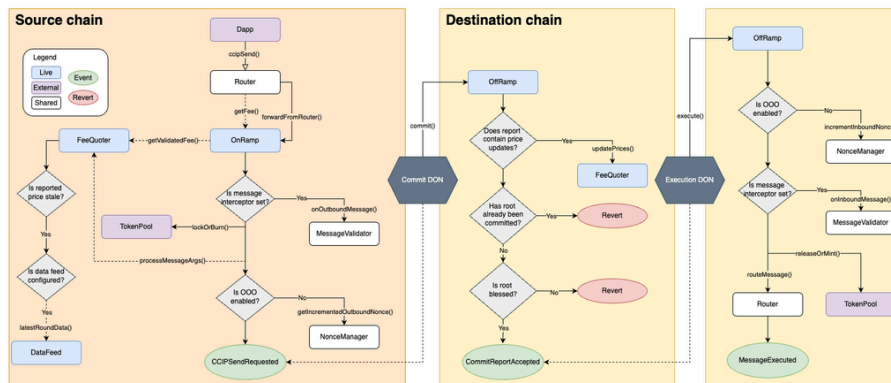 Source chain
Legend
Live
External
Shared
Event
Revert
Dapp
ccipSend()
Router
getFee()
forwardFromRouter()
FeeQuoter
getValidatedFee()
OnRamp
Is reported
price stale?
Yes
Is data feed
configured?
Yes
latestRoundData()
DataFeed
Is message
interceptor set?
Yes
onOutboundMessage()
MessageValidator
TokenPool
lockOrBurn()
processMessageArgs()
Is OOO
enabled?
No
getIncrementedOutboundNonce()
NonceManager
CCIPSendRequested
commit()
Commit DON
Destination chain
OffRamp
Does report
contain price
updates?
Yes
updatePrices()
FeeQuoter
Has root
already been
committed?
Yes
Revert
No
Is root
blessed?
No
Revert
Yes
CommitReportAccepted
execute()
Execution DON
OffRamp
Is OOO
enabled?
No
incrementInboundNonce
NonceManager
Is message
interceptor set?
Yes
onInboundMessage()
MessageValidator
releaseOrMint()
routeMessage()
Router
TokenPool
MessageExecuted